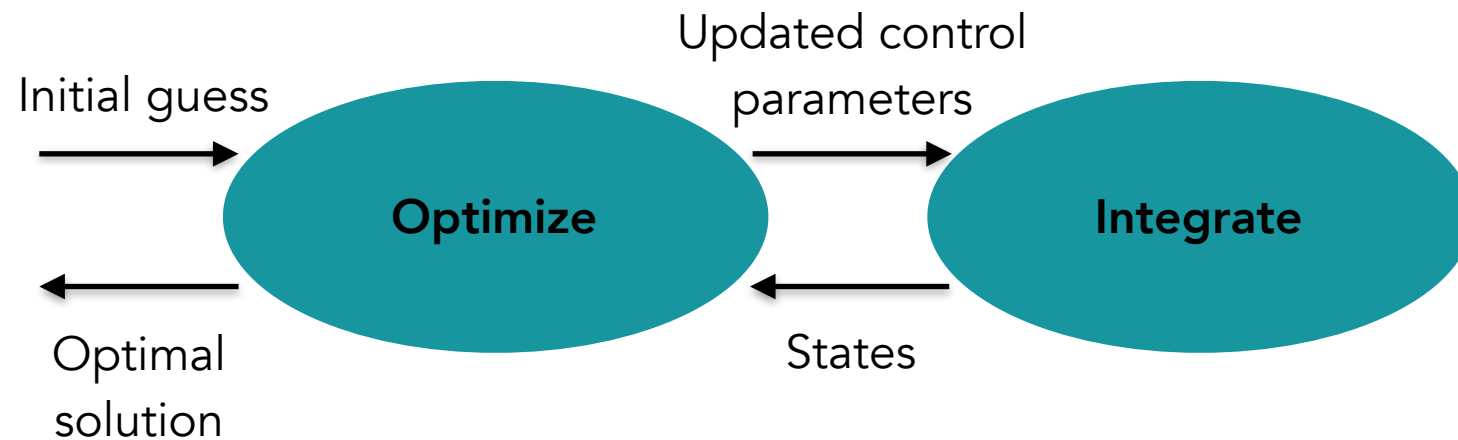 Initial guess
Updated control
parameters
Optimize
Integrate
Optimal
solution
States